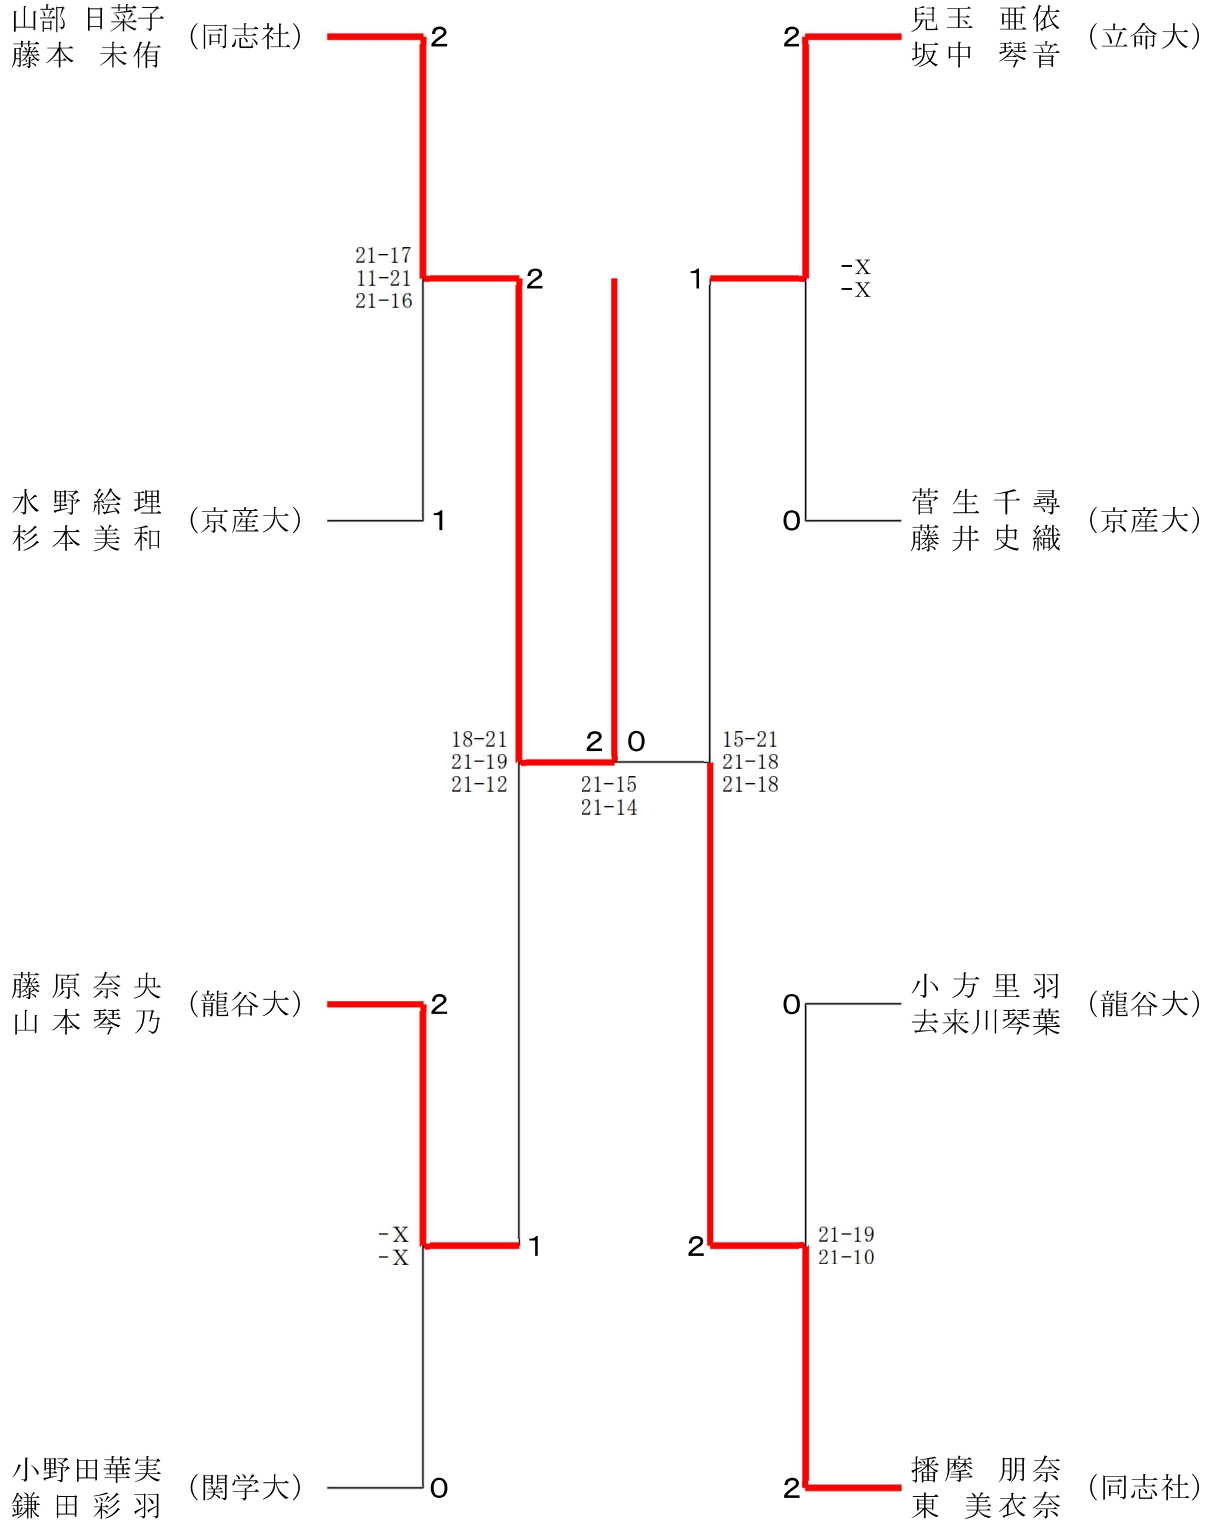 山部 日菜子
藤本 未侑
（同志社）
2
2
兒玉 亜依
坂中 琴音
（立命大）
21-17
11-21
21-16
2
1
-X
-X
水野絵理
杉本美和
（京産大）
1
0
菅生千尋
藤井史織
（京産大）
18-21
21-19
21-12
2 0
21-15
21-14
15-21
21-18
21-18
藤原奈央
山本琴乃
（龍谷大）
2
0
小方里羽
去来川琴葉
（龍谷大）
-X
-X
1
2
21-19
21-10
小野田華実
鎌田彩羽
（関学大）
0
2
播摩 朋奈
東 美衣奈
（同志社）